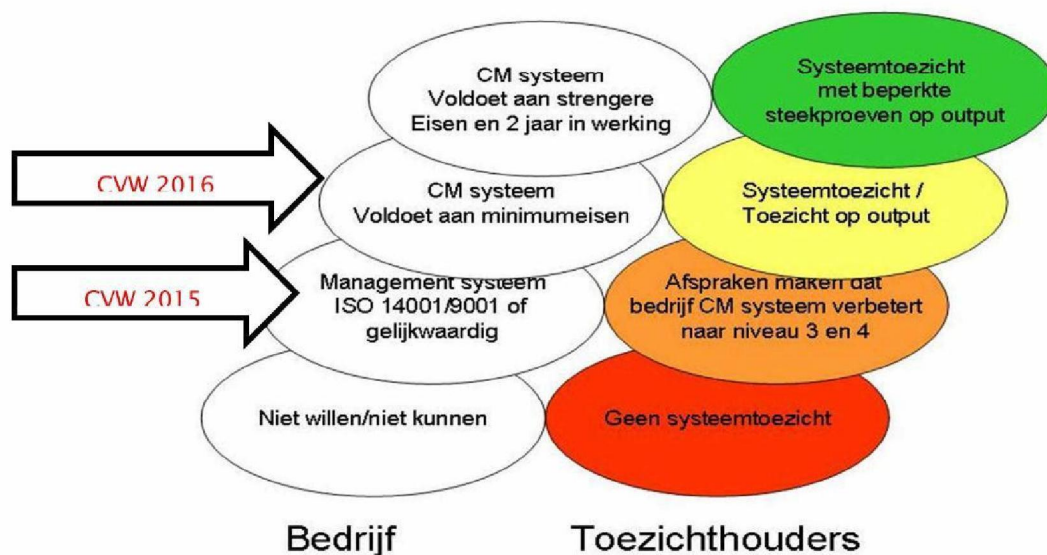 CM systeem
Voldoet aan strengere
Eisen en 2 jaar in werking
Systeemtoezicht
met beperkte
steekproeven op output
CVW 2016
CM systeem
Voldoet aan minimumeisen
Systeemtoezicht /
Toezicht op output
CVW 2015
Management systeem
ISO 14001/9001 of
gelijkwaardig
Afspraken maken dat
bedrijf CM systeem verbetert
naar niveau 3 en 4
Niet willen/niet kunnen
Geen systeemtoezicht
Bedrijf
Toezichthouders